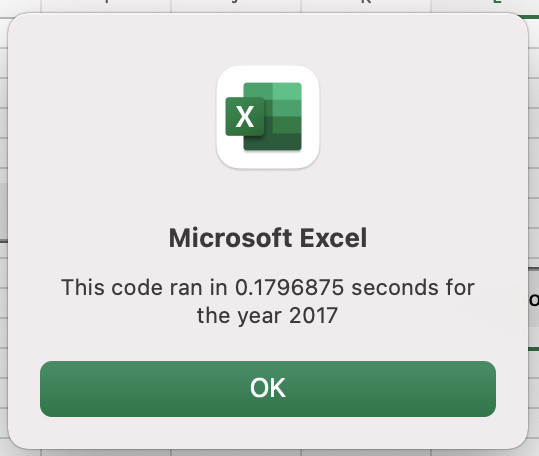 X
Microsoft Excel
This code ran in 0.1796875 seconds for
the year 2017
OK